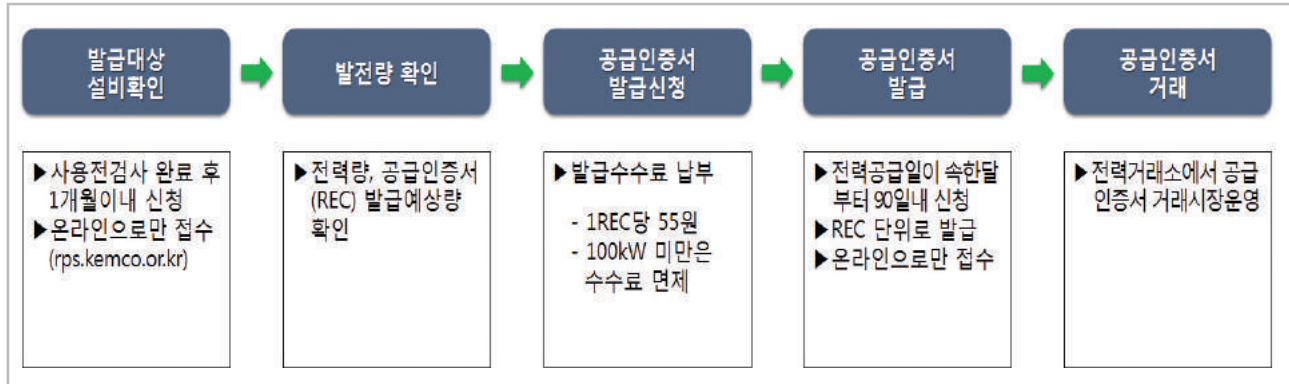 발급대상
설비확인
발전량 확인
공급인증서
발급신청
공급인증서
발급
공급인증서
거래
▶사용전검사 완료 후
1개월이내 신청
▶온라인으로만 접수
(rps.kemco.or.kr)
▶전력량, 공급인증서
(REC) 발급예상량
확인
▶발급수수료 납부
- 1REC당 55원
- 100kW 미만은
수수료 면제
▶전력공급일이 속한달
부터 90일내 신청
▶REC 단위로 발급
▶온라인으로만 접수
▶전력거래소에서 공급
인증서 거래시장운영